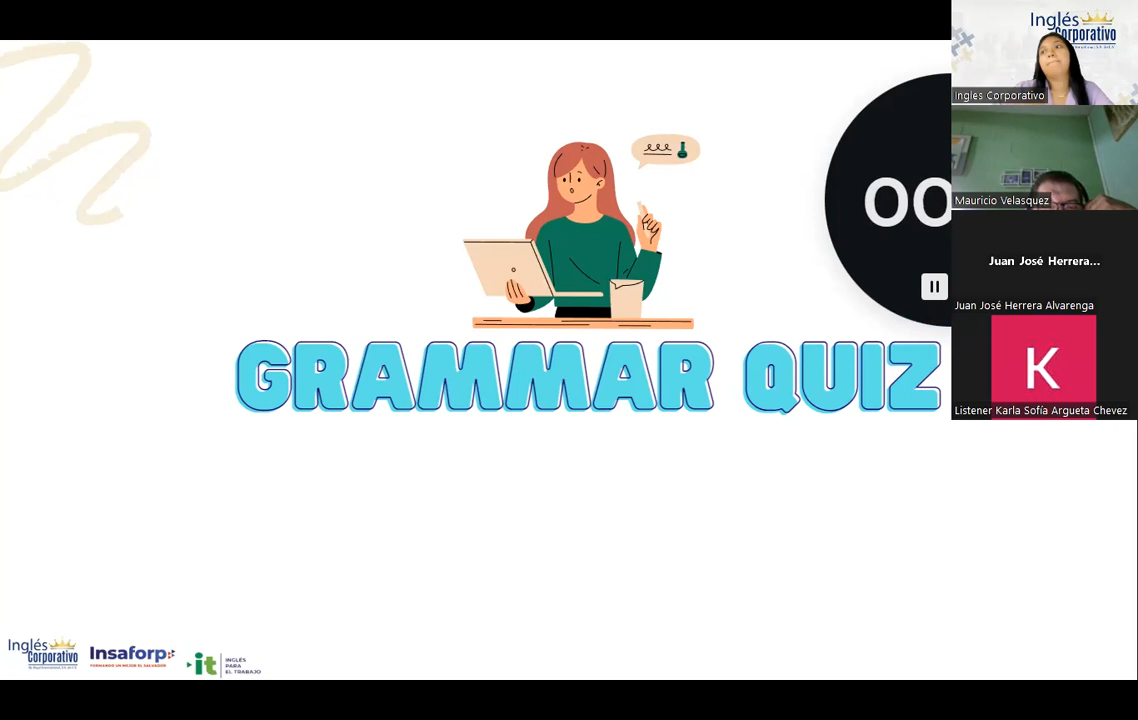 Inglés
Corporativo
Ingles Corporativo
Mauricio Velasquez
00
Juan José Herrera...
Juan José Herrera Alvarenga
GRAMMAR QUIZ
K
Listener Karla Sofía Argueta Chevez
Inglés
Corporativo
Insaforp
FORMANDO UN MEJOR EL SALVADOR
it
INGLÉS
PARA
EL TRABAJO